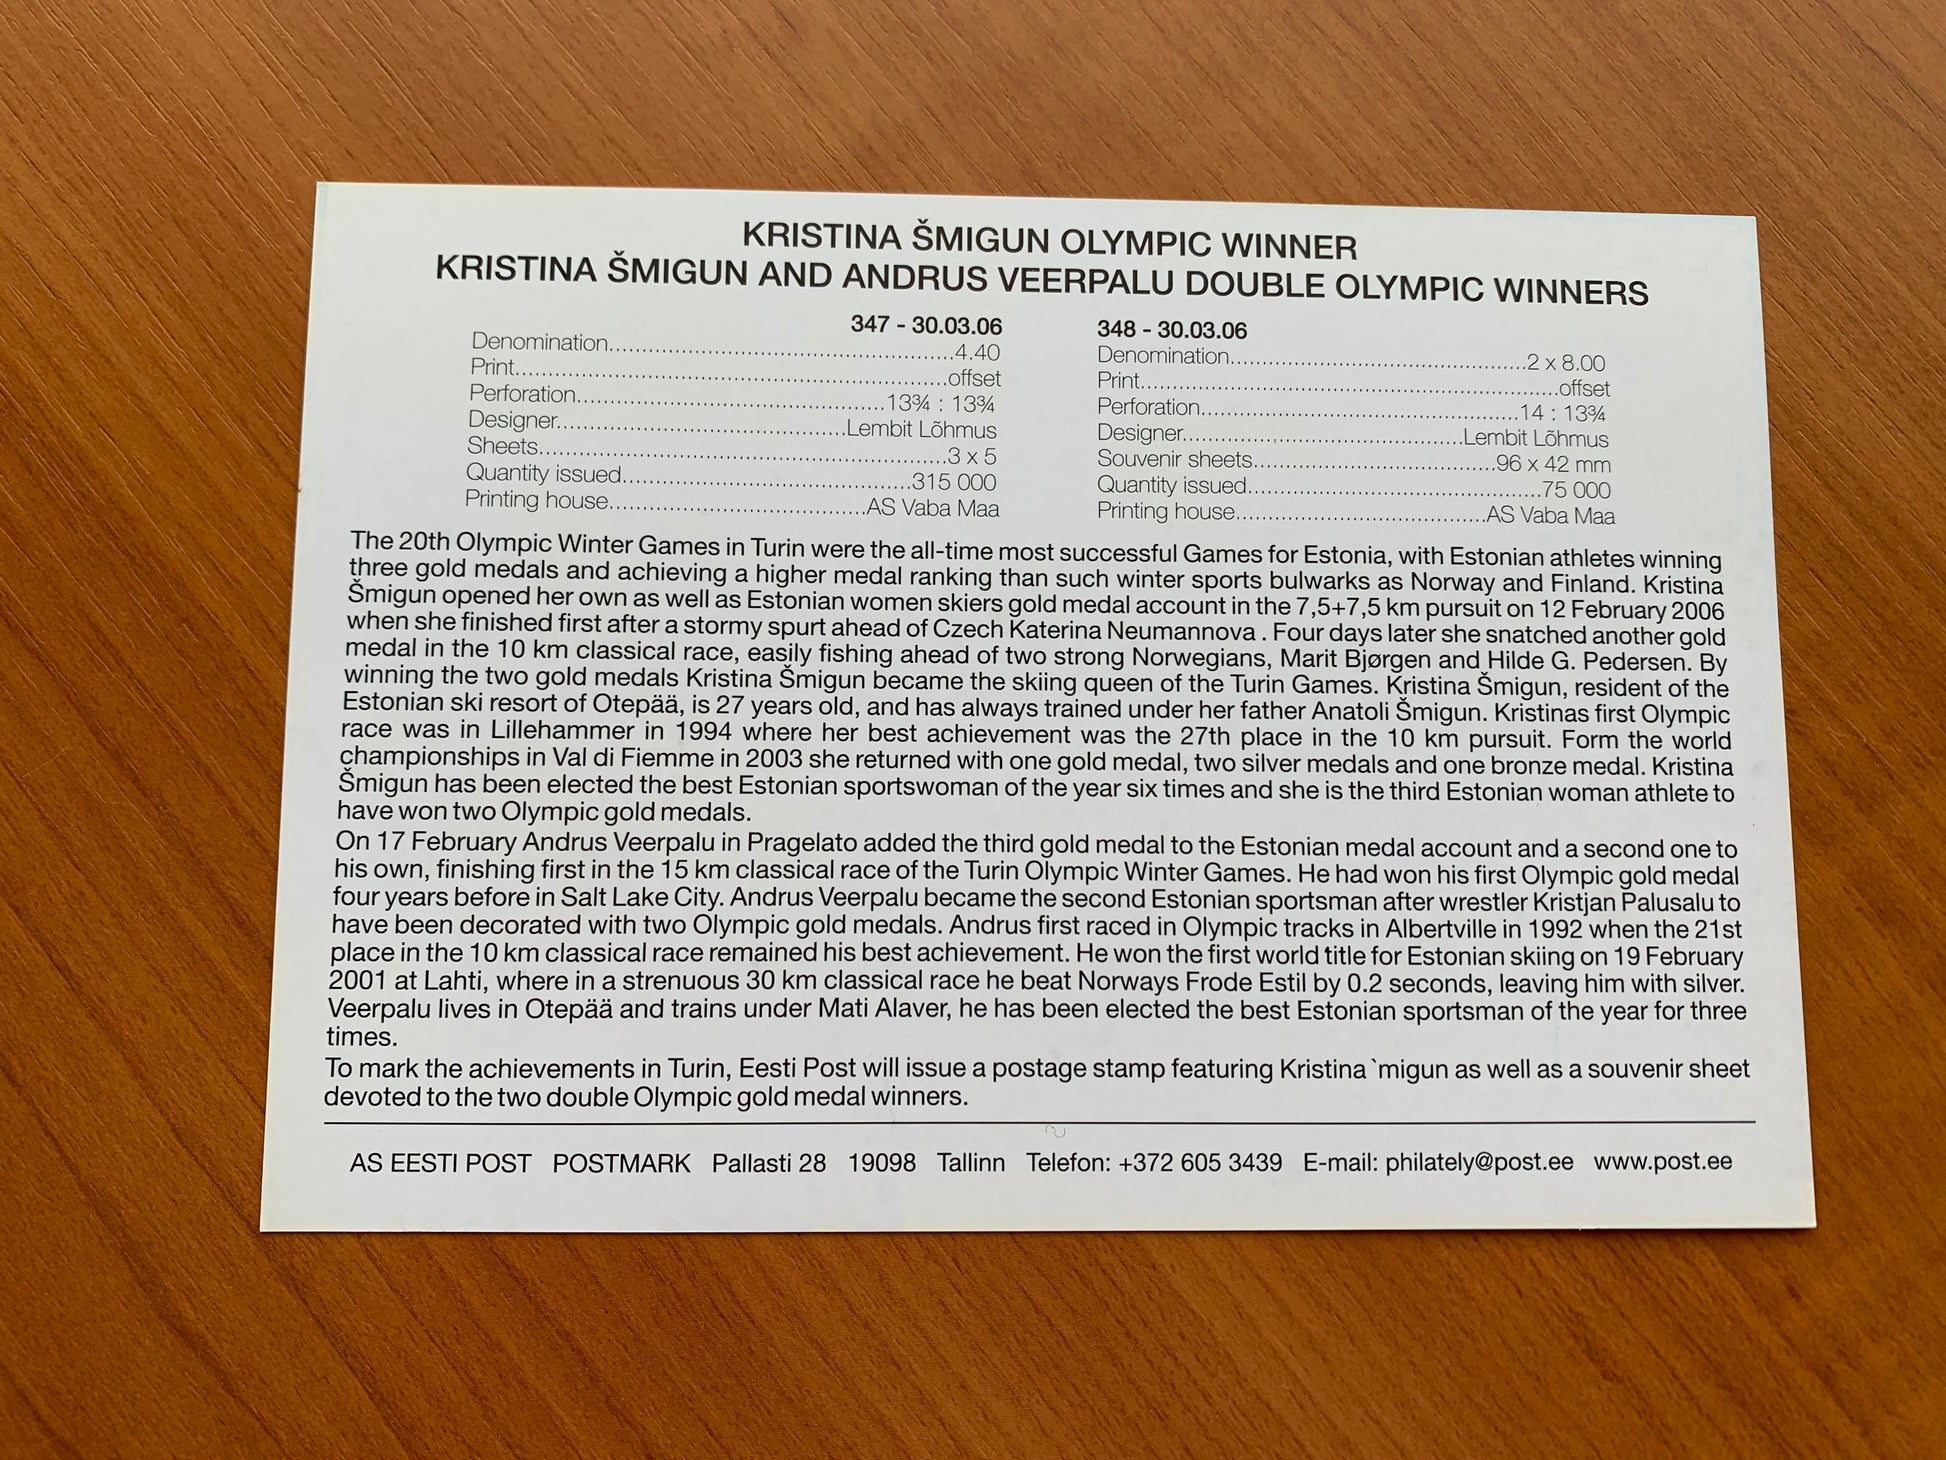 KRISTINA ŠMIGUN OLYMPIC WINNER
KRISTINA ŠMIGUN AND ANDRUS VEERPALU DOUBLE OLYMPIC WINNERS
347 - 30.03.06
Denomination.....................................................4.40
Print..................................................................offset
Perforation...............................................13¾ : 13¾
Designer............................................Lembit Lõhmus
Sheets..............................................................3 x 5
Quantity issued............................................315 000
Printing house.......................................AS Vaba Maa
348 - 30.03.06
Denomination.............................................2 x 8.00
Print................................................................offset
Perforation................................................14 : 13¾
Designer...........................................Lembit Lõhmus
Souvenir sheets.....................................96 x 42 mm
Quantity issued.............................................75 000
Printing house......................................AS Vaba Maa
The 20th Olympic Winter Games in Turin were the all-time most successful Games for Estonia, with Estonian athletes winning
three gold medals and achieving a higher medal ranking than such winter sports bulwarks as Norway and Finland. Kristina
Šmigun opened her own as well as Estonian women skiers gold medal account in the 7,5+7,5 km pursuit on 12 February 2006
when she finished first after a stormy spurt ahead of Czech Katerina Neumannova . Four days later she snatched another gold
medal in the 10 km classical race, easily fishing ahead of two strong Norwegians, Marit Bjørgen and Hilde G. Pedersen. By
winning the two gold medals Kristina Šmigun became the skiing queen of the Turin Games. Kristina Šmigun, resident of the
Estonian ski resort of Otepää, is 27 years old, and has always trained under her father Anatoli Šmigun. Kristinas first Olympic
race was in Lillehammer in 1994 where her best achievement was the 27th place in the 10 km pursuit. Form the world
championships in Val di Fiemme in 2003 she returned with one gold medal, two silver medals and one bronze medal. Kristina
Šmigun has been elected the best Estonian sportswoman of the year six times and she is the third Estonian woman athlete to
have won two Olympic gold medals.
On 17 February Andrus Veerpalu in Pragelato added the third gold medal to the Estonian medal account and a second one to
his own, finishing first in the 15 km classical race of the Turin Olympic Winter Games. He had won his first Olympic gold medal
four years before in Salt Lake City. Andrus Veerpalu became the second Estonian sportsman after wrestler Kristjan Palusalu to
have been decorated with two Olympic gold medals. Andrus first raced in Olympic tracks in Albertville in 1992 when the 21st
place in the 10 km classical race remained his best achievement. He won the first world title for Estonian skiing on 19 February
2001 at Lahti, where in a strenuous 30 km classical race he beat Norways Frode Estil by 0.2 seconds, leaving him with silver.
Veerpalu lives in Otepää and trains under Mati Alaver, he has been elected the best Estonian sportsman of the year for three
times.
To mark the achievements in Turin, Eesti Post will issue a postage stamp featuring Kristina `migun as well as a souvenir sheet
devoted to the two double Olympic gold medal winners.
AS EESTI POST POSTMARK Pallasti 28 19098 Tallinn Telefon: +372 605 3439 E-mail: philately@post.ee www.post.ee